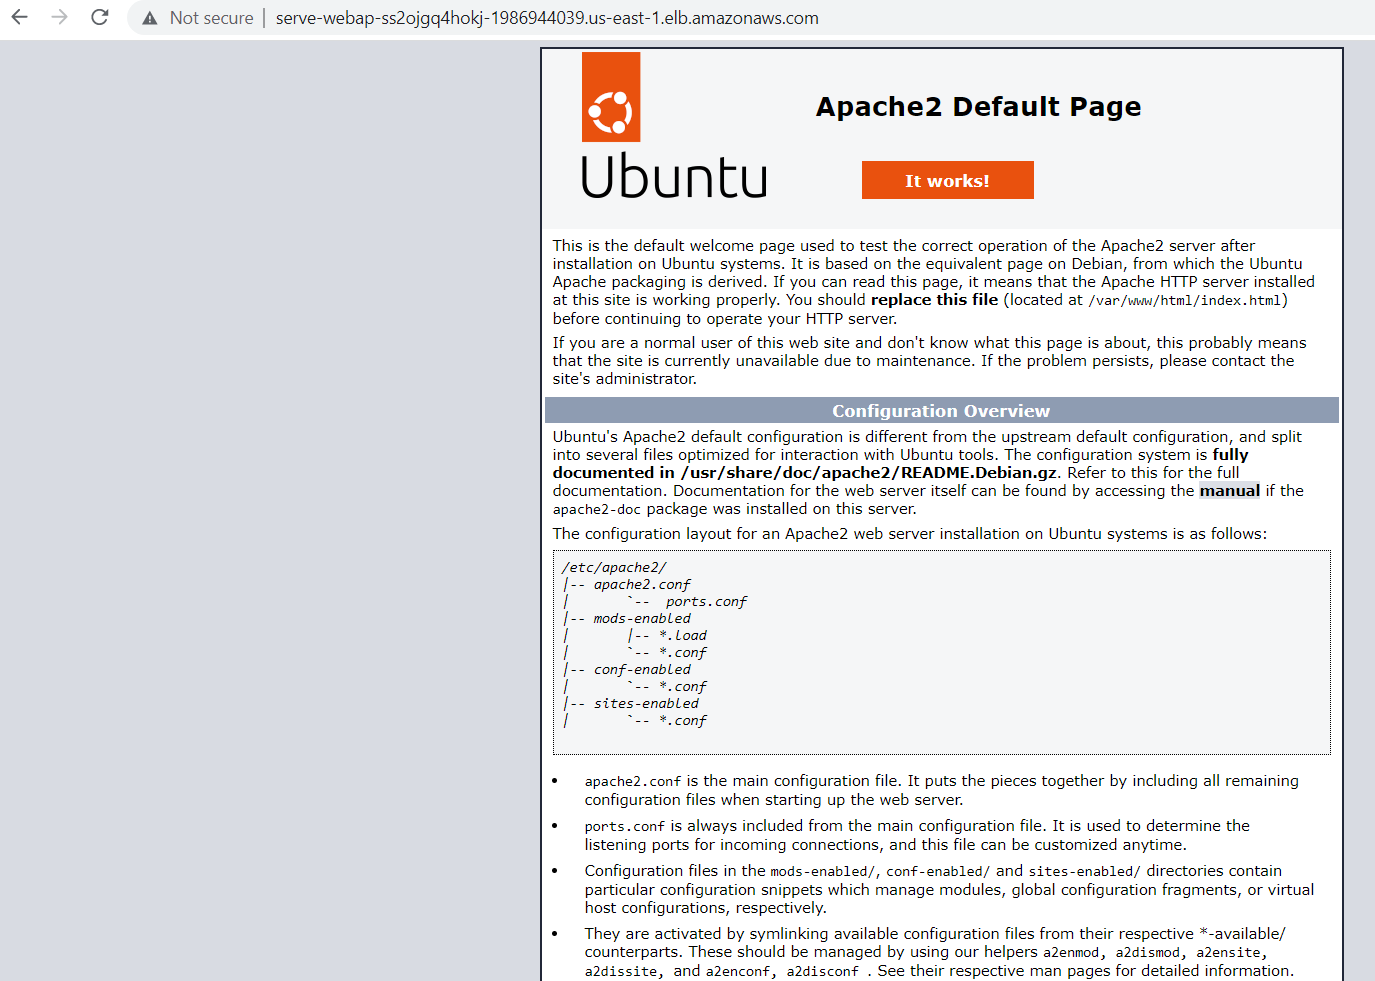 Not secure | serve-webap-ss2ojgq4hokj-1986944039.us-east-1.elb.amazonaws.com
Ubuntu
Apache2 Default Page
It works!
This is the default welcome page used to test the correct operation of the Apache2 server after
installation on Ubuntu systems. It is based on the equivalent page on Debian, from which the Ubuntu
Apache packaging is derived. If you can read this page, it means that the Apache HTTP server installed
at this site is working properly. You should replace this file (located at /var/www/html/index.html)
before continuing to operate your HTTP server.
If you are a normal user of this web site and don't know what this page is about, this probably means
that the site is currently unavailable due to maintenance. If the problem persists, please contact the
site's administrator.
Configuration Overview
Ubuntu's Apache2 default configuration is different from the upstream default configuration, and split
into several files optimized for interaction with Ubuntu tools. The configuration system is fully
documented in /usr/share/doc/apache2/README.Debian.gz. Refer to this for the full
documentation. Documentation for the web server itself can be found by accessing the manual if the
apache2-doc package was installed on this server.
The configuration layout for an Apache2 web server installation on Ubuntu systems is as follows:
/etc/apache2/
|-- apache2.conf
|       `--  ports.conf
|-- mods-enabled
|       |-- *.load
|       `-- *.conf
|-- conf-enabled
|       `-- *.conf
|-- sites-enabled
|       `-- *.conf
• apache2.conf is the main configuration file. It puts the pieces together by including all remaining
configuration files when starting up the web server.
• ports.conf is always included from the main configuration file. It is used to determine the
listening ports for incoming connections, and this file can be customized anytime.
• Configuration files in the mods-enabled/, conf-enabled/ and sites-enabled/ directories contain
particular configuration snippets which manage modules, global configuration fragments, or virtual
host configurations, respectively.
• They are activated by symlinking available configuration files from their respective *-available/
counterparts. These should be managed by using our helpers a2enmod, a2dismod, a2ensite,
a2dissite, and a2enconf, a2disconf . See their respective man pages for detailed information.